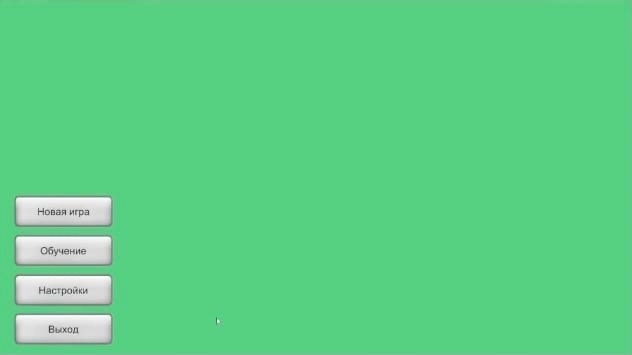 Новая игра
Обучение
Настройки
Выход